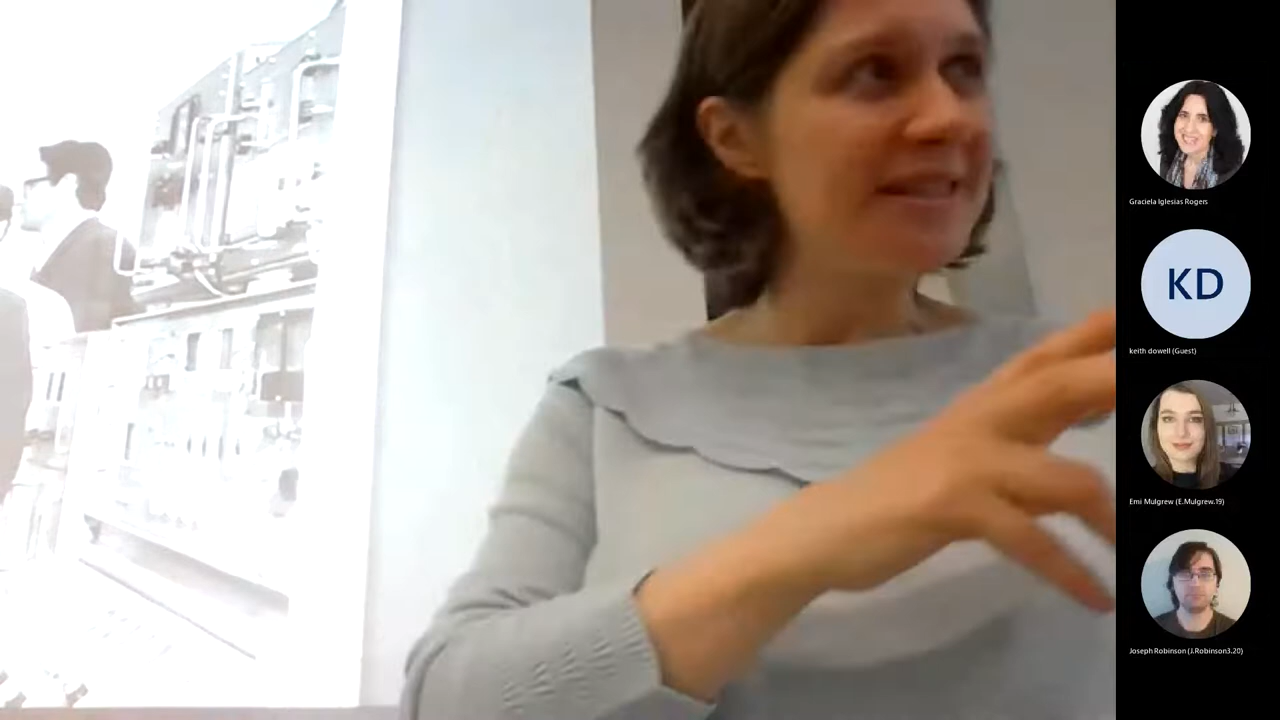 Graciela Iglesias Rogers
KD
keith dowell (Guest)
Emi Mulgrew (E.Mulgrew.19)
Joseph Robinson (J.Robinson3.20)